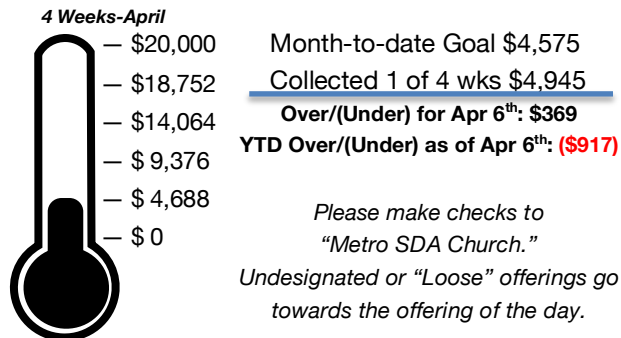 4 Weeks-April
— $20,000
— $18,752
— $14,064
— $ 9,376
— $ 4,688
— $ 0
Month-to-date Goal $4,575
Collected 1 of 4 wks $4,945
Over/(Under) for Apr 6th: $369
YTD Over/(Under) as of Apr 6th: ($917)
Please make checks to
“Metro SDA Church.”
Undesignated or “Loose” offerings go
towards the offering of the day.